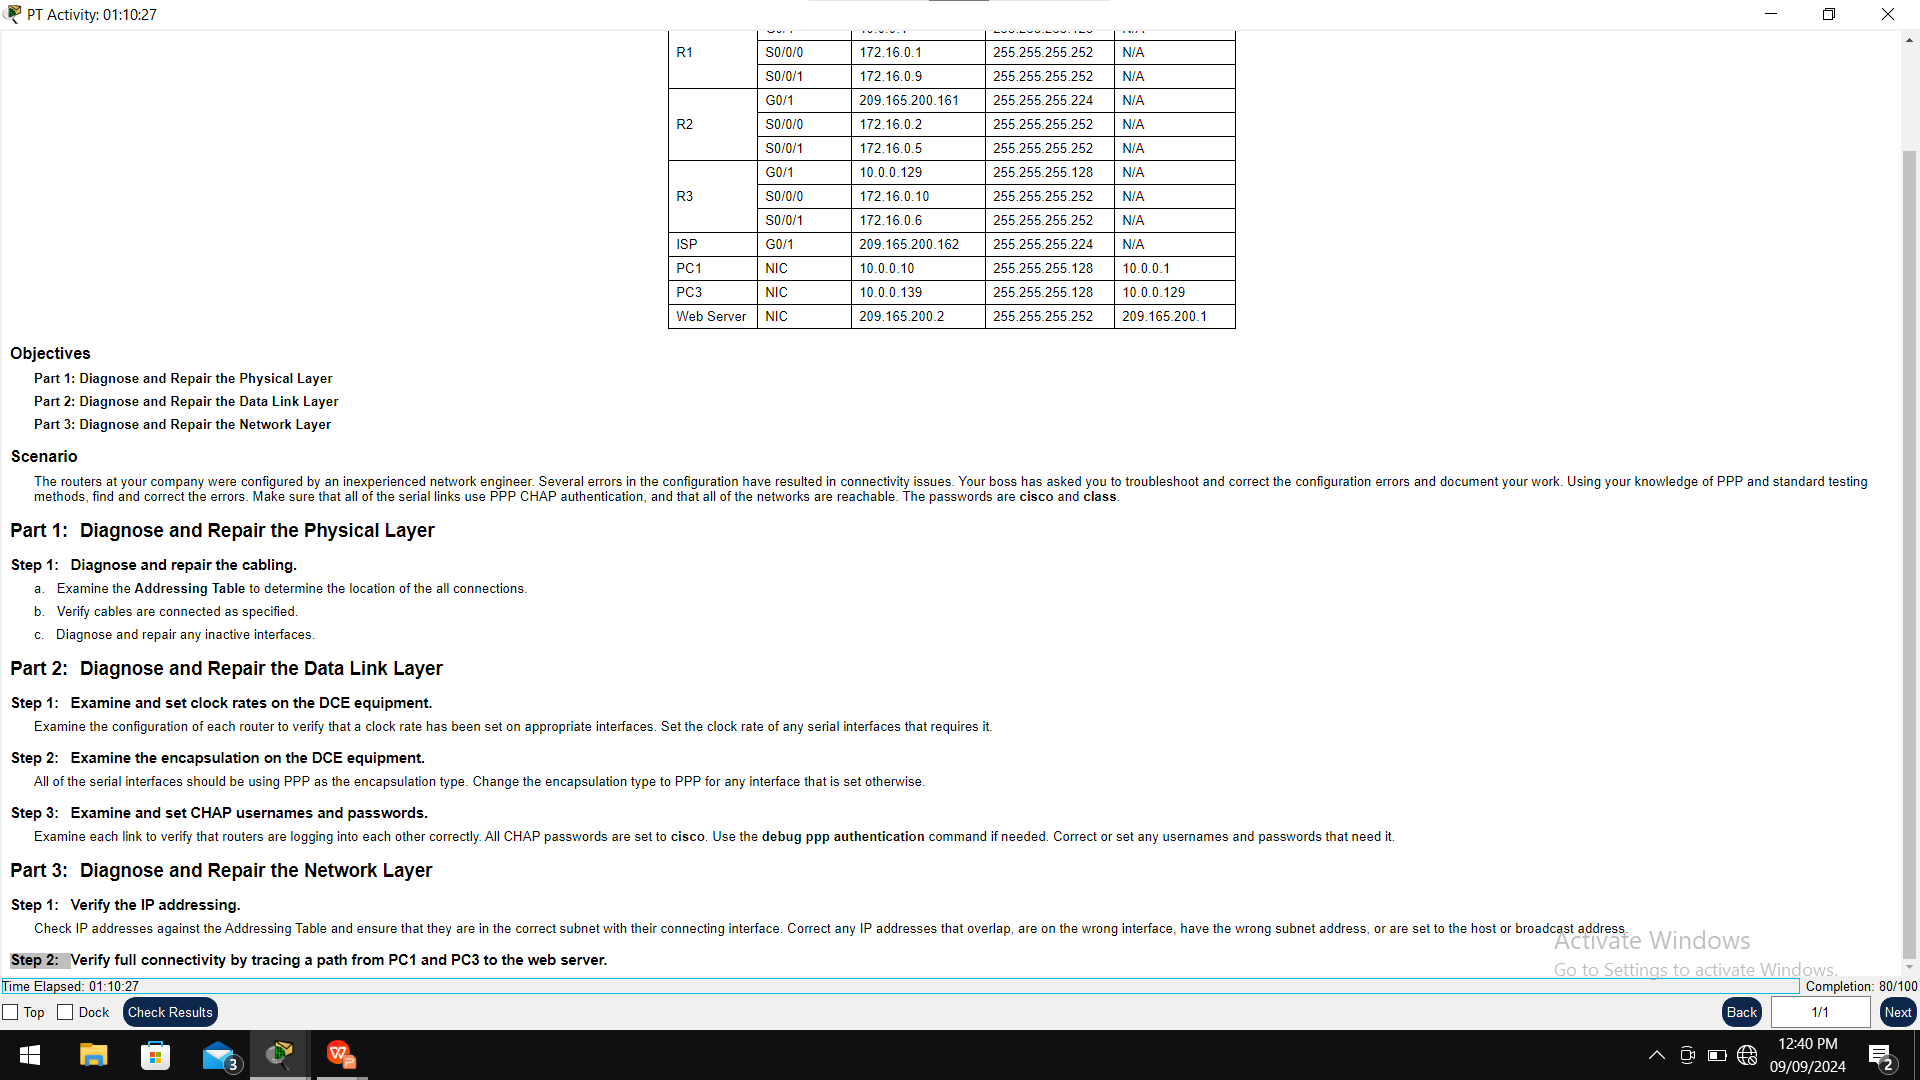 PT Activity: 01:10:27
R1
S0/0/0 172.16.0.1 255.255.255.252 N/A
S0/0/1 172.16.0.9 255.255.255.252 N/A
R2
G0/1 209.165.200.161 255.255.255.224 N/A
S0/0/0 172.16.0.2 255.255.255.252 N/A
S0/0/1 172.16.0.5 255.255.255.252 N/A
R3
G0/1 10.0.0.129 255.255.255.128 N/A
S0/0/0 172.16.0.10 255.255.255.252 N/A
S0/0/1 172.16.0.6 255.255.255.252 N/A
ISP G0/1 209.165.200.162 255.255.255.224 N/A
PC1 NIC 10.0.0.10 255.255.255.128 10.0.0.1
PC3 NIC 10.0.0.139 255.255.255.128 10.0.0.129
Web Server NIC 209.165.200.2 255.255.255.252 209.165.200.1
Objectives
Part 1: Diagnose and Repair the Physical Layer
Part 2: Diagnose and Repair the Data Link Layer
Part 3: Diagnose and Repair the Network Layer
Scenario
The routers at your company were configured by an inexperienced network engineer. Several errors in the configuration have resulted in connectivity issues. Your boss has asked you to troubleshoot and correct the configuration errors and document your work. Using your knowledge of PPP and standard testing
methods, find and correct the errors. Make sure that all of the serial links use PPP CHAP authentication, and that all of the networks are reachable. The passwords are cisco and class.
Part 1: Diagnose and Repair the Physical Layer
Step 1: Diagnose and repair the cabling.
a. Examine the Addressing Table to determine the location of the all connections.
b. Verify cables are connected as specified.
c. Diagnose and repair any inactive interfaces.
Part 2: Diagnose and Repair the Data Link Layer
Step 1: Examine and set clock rates on the DCE equipment.
Examine the configuration of each router to verify that a clock rate has been set on appropriate interfaces. Set the clock rate of any serial interfaces that requires it.
Step 2: Examine the encapsulation on the DCE equipment.
All of the serial interfaces should be using PPP as the encapsulation type. Change the encapsulation type to PPP for any interface that is set otherwise.
Step 3: Examine and set CHAP usernames and passwords.
Examine each link to verify that routers are logging into each other correctly. All CHAP passwords are set to cisco. Use the debug ppp authentication command if needed. Correct or set any usernames and passwords that need it.
Part 3: Diagnose and Repair the Network Layer
Step 1: Verify the IP addressing.
Check IP addresses against the Addressing Table and ensure that they are in the correct subnet with their connecting interface. Correct any IP addresses that overlap, are on the wrong interface, have the wrong subnet address, or are set to the host or broadcast address.
Step 2: Verify full connectivity by tracing a path from PC1 and PC3 to the web server.
Activate Windows
Go to Settings to activate Windows.
Time Elapsed: 01:10:27
Completion: 80/100
Top Dock Check Results
Back 1/1 Next
3
12:40 PM
09/09/2024
2